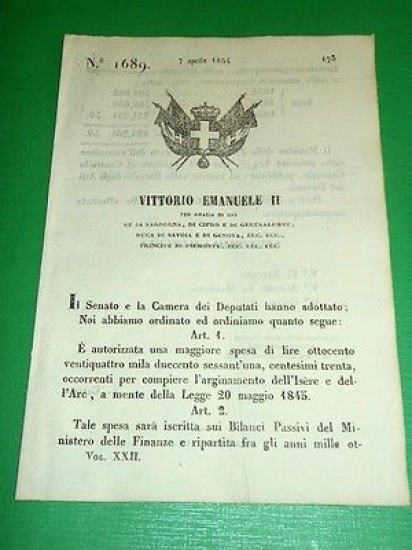 N.° 1689.
7 aprile 1854
473
VITTORIO EMANUELE II
PER GRAZIA DI DIO
RE DI SARDEGNA, DI CIPRO E DI GERUSALEMME,
DUCA DI SAVOIA E DI GENOVA, ECC. ECC.,
PRINCIPE DI PIEMONTE, ECC. ECC. ECC.
Il Senato e la Camera dei Deputati hanno adottato;
Noi abbiamo ordinato ed ordiniamo quanto segue:
Art. 1.
È autorizzata una maggiore spesa di lire ottocento
ventiquattro mila duecento sessant'una, centesimi trenta,
occorrenti per compiere l'arginamento dell'Isère e del-
l'Arc, a mente della Legge 20 maggio 1845.
Art. 2.
Tale spesa sarà iscritta sui Bilanci Passivi del Mi-
nistero delle Finanze e ripartita fra gli anni mille ot-
Vol. XXII.